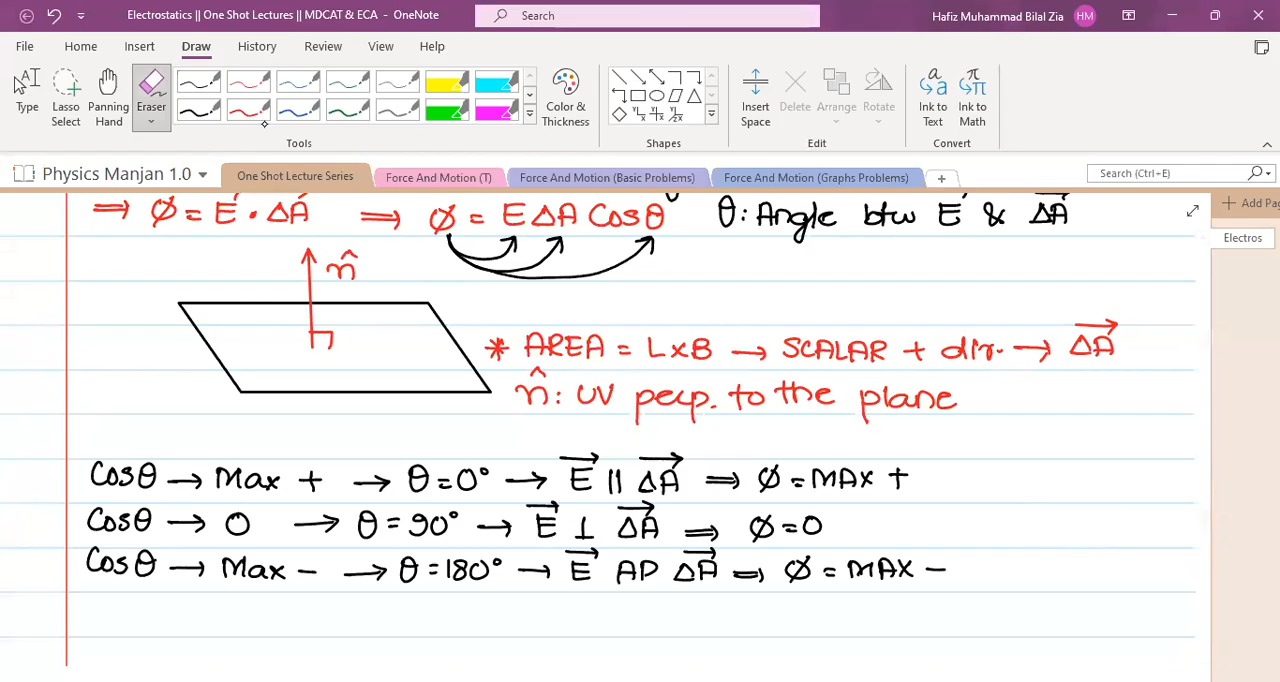 Electrostatics || One Shot Lectures || MDCAT & ECA - OneNote
Search
Hafiz Muhammad Bilal Zia HM
File Home Insert Draw History Review View Help
Type Lasso Select Panning Hand Eraser
Color & Thickness
Insert Space Delete Arrange Rotate
Ink to Text Ink to Math
Tools Shapes Edit Convert
Physics Manjan 1.0 One Shot Lecture Series Force And Motion (T) Force And Motion (Basic Problems) Force And Motion (Graphs Problems) + Search (Ctrl+E)
+ Add Pag
Electros
⇒ ϕ = E⃗ • ΔA⃗ ⇒ ϕ = E ΔA Cosθ θ: Angle btw E⃗ & ΔA⃗
n̂
* AREA = L×B → SCALAR + dir. → ΔA⃗
n̂: UV perp. to the plane
Cosθ → Max + → θ = 0° → E⃗ || ΔA⃗ ⇒ ϕ = MAX +
Cosθ → 0 → θ = 90° → E⃗ ⊥ ΔA⃗ ⇒ ϕ = 0
Cosθ → Max − → θ = 180° → E⃗ AP ΔA⃗ ⇒ ϕ = MAX −